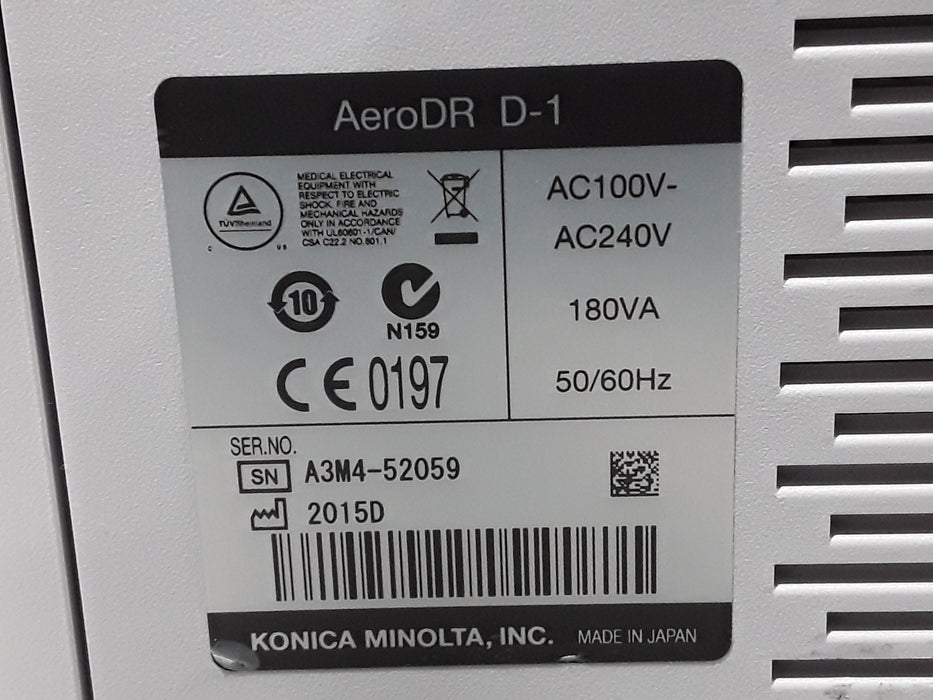 AeroDR D-1
TÜVRheinland
C US
MEDICAL ELECTRICAL
EQUIPMENT WITH
RESPECT TO ELECTRIC
SHOCK, FIRE AND
MECHANICAL HAZARDS
ONLY IN ACCORDANCE
WITH UL60601-1/CAN/
CSA C22.2 NO.601.1
10
N159
CE 0197
AC100V-
AC240V
180VA
50/60Hz
SER.NO.
SN A3M4-52059
2015D
KONICA MINOLTA, INC. MADE IN JAPAN